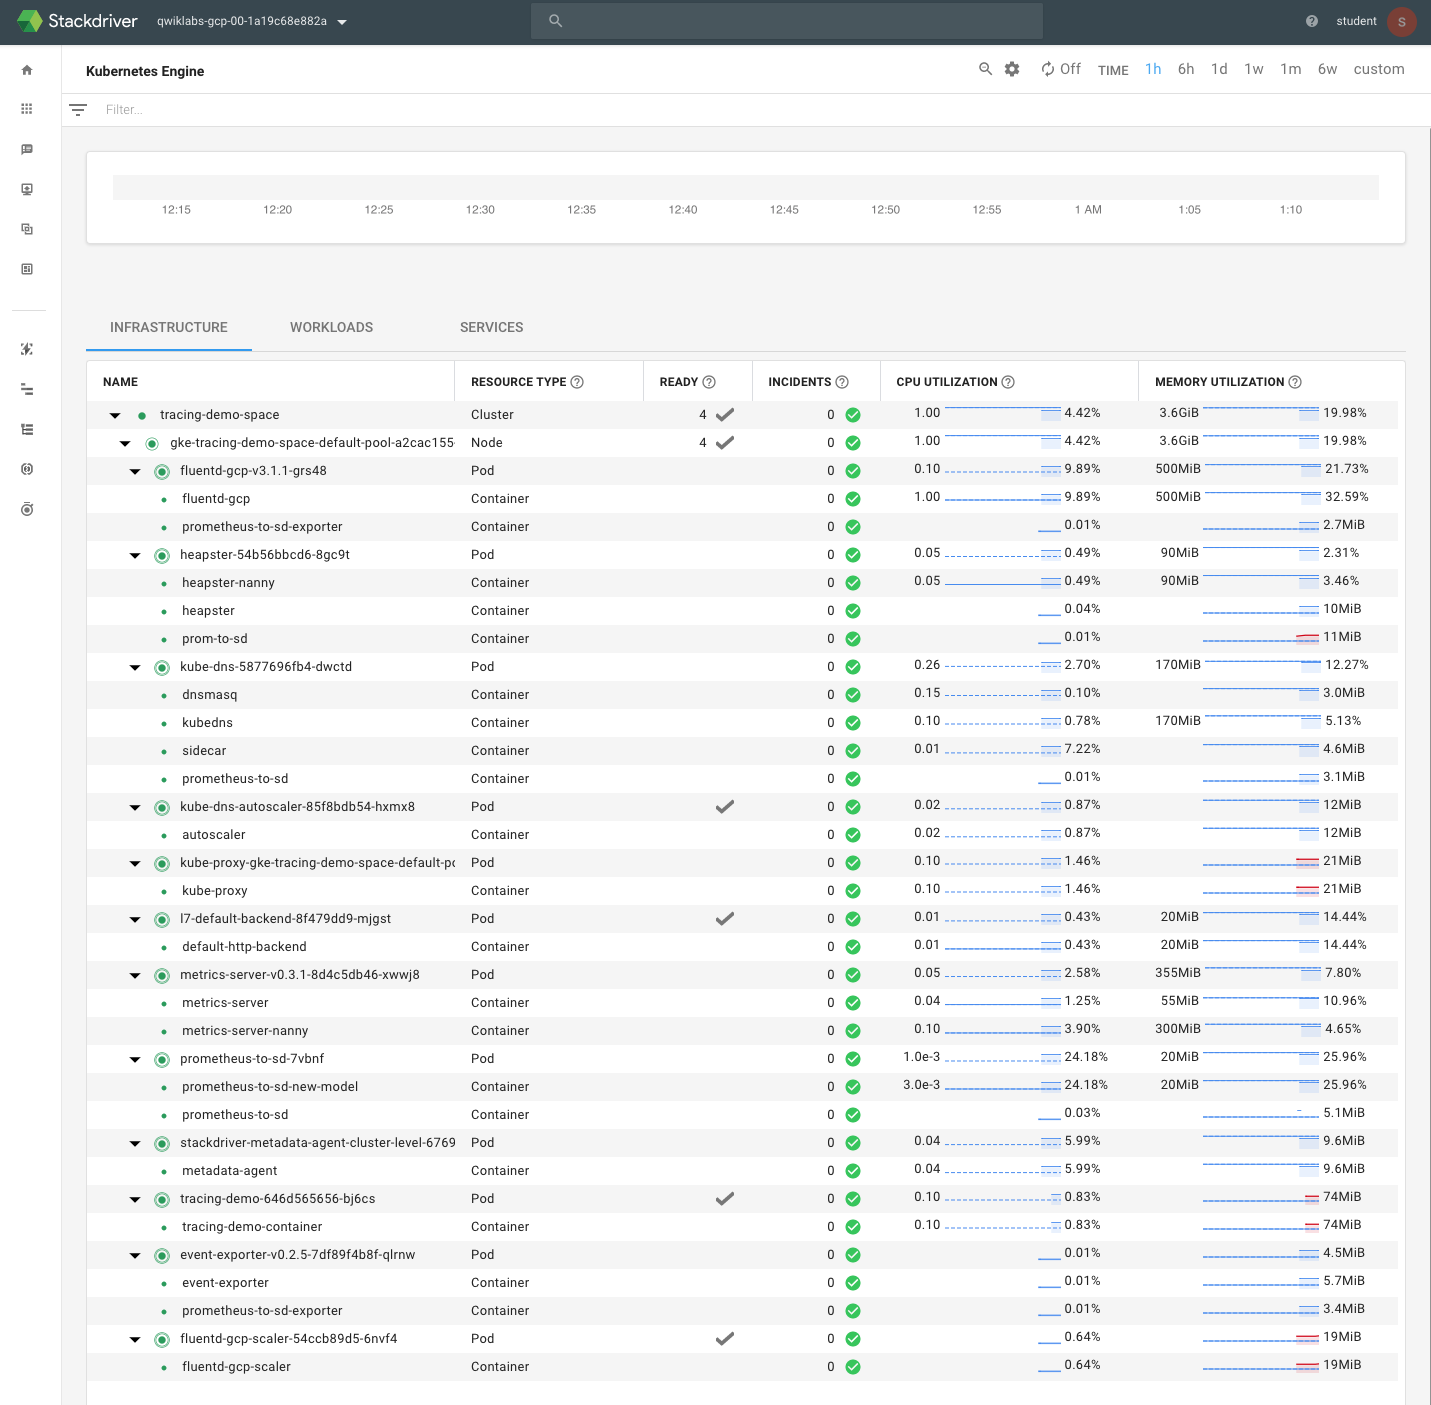 Stackdriver qwiklabs-gcp-00-1a19c68e882a student S
Kubernetes Engine Off TIME 1h 6h 1d 1w 1m 6w custom
Filter...
12:15 12:20 12:25 12:30 12:35 12:40 12:45 12:50 12:55 1 AM 1:05 1:10
INFRASTRUCTURE WORKLOADS SERVICES
NAME RESOURCE TYPE READY INCIDENTS CPU UTILIZATION MEMORY UTILIZATION
tracing-demo-space Cluster 4 0 1.00 4.42% 3.6GiB 19.98%
gke-tracing-demo-space-default-pool-a2cac155 Node 4 0 1.00 4.42% 3.6GiB 19.98%
fluentd-gcp-v3.1.1-grs48 Pod 0 0.10 9.89% 500MiB 21.73%
fluentd-gcp Container 0 1.00 9.89% 500MiB 32.59%
prometheus-to-sd-exporter Container 0 0.01% 2.7MiB
heapster-54b56bbcd6-8gc9t Pod 0 0.05 0.49% 90MiB 2.31%
heapster-nanny Container 0 0.05 0.49% 90MiB 3.46%
heapster Container 0 0.04% 10MiB
prom-to-sd Container 0 0.01% 11MiB
kube-dns-5877696fb4-dwctd Pod 0 0.26 2.70% 170MiB 12.27%
dnsmasq Container 0 0.15 0.10% 3.0MiB
kubedns Container 0 0.10 0.78% 170MiB 5.13%
sidecar Container 0 0.01 7.22% 4.6MiB
prometheus-to-sd Container 0 0.01% 3.1MiB
kube-dns-autoscaler-85f8bdb54-hxmx8 Pod 0 0.02 0.87% 12MiB
autoscaler Container 0 0.02 0.87% 12MiB
kube-proxy-gke-tracing-demo-space-default-po Pod 0 0.10 1.46% 21MiB
kube-proxy Container 0 0.10 1.46% 21MiB
l7-default-backend-8f479dd9-mjgst Pod 0 0.01 0.43% 20MiB 14.44%
default-http-backend Container 0 0.01 0.43% 20MiB 14.44%
metrics-server-v0.3.1-8d4c5db46-xwwj8 Pod 0 0.05 2.58% 355MiB 7.80%
metrics-server Container 0 0.04 1.25% 55MiB 10.96%
metrics-server-nanny Container 0 0.10 3.90% 300MiB 4.65%
prometheus-to-sd-7vbnf Pod 0 1.0e-3 24.18% 20MiB 25.96%
prometheus-to-sd-new-model Container 0 3.0e-3 24.18% 20MiB 25.96%
prometheus-to-sd Container 0 0.03% 5.1MiB
stackdriver-metadata-agent-cluster-level-6769 Pod 0 0.04 5.99% 9.6MiB
metadata-agent Container 0 0.04 5.99% 9.6MiB
tracing-demo-646d565656-bj6cs Pod 0 0.10 0.83% 74MiB
tracing-demo-container Container 0 0.10 0.83% 74MiB
event-exporter-v0.2.5-7df89f4b8f-qlrnw Pod 0 0.01% 4.5MiB
event-exporter Container 0 0.01% 5.7MiB
prometheus-to-sd-exporter Container 0 0.01% 3.4MiB
fluentd-gcp-scaler-54ccb89d5-6nvf4 Pod 0 0.64% 19MiB
fluentd-gcp-scaler Container 0 0.64% 19MiB